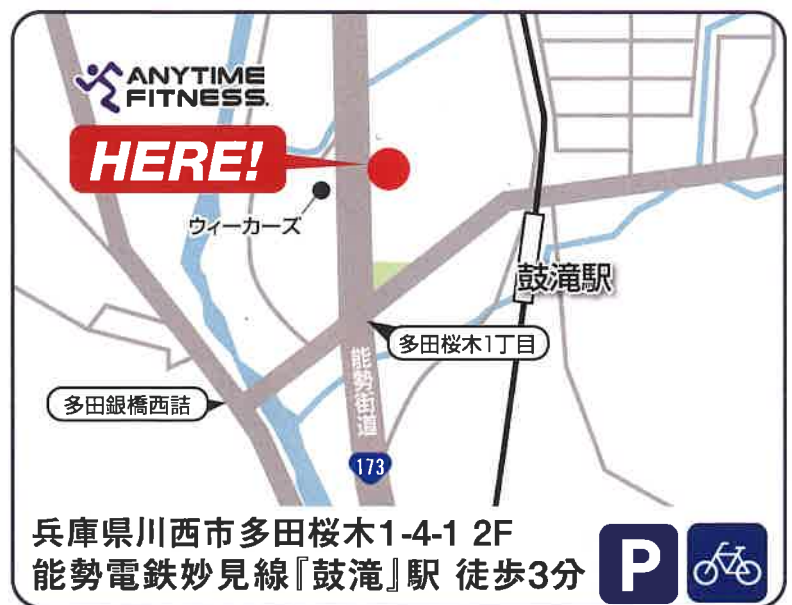 ANYTIME
FITNESS.
HERE!
ウィーカーズ
鼓滝駅
多田桜木1丁目
多田銀橋西詰
能勢街道
173
兵庫県川西市多田桜木1-4-1 2F
能勢電鉄妙見線『鼓滝』駅 徒歩3分
P